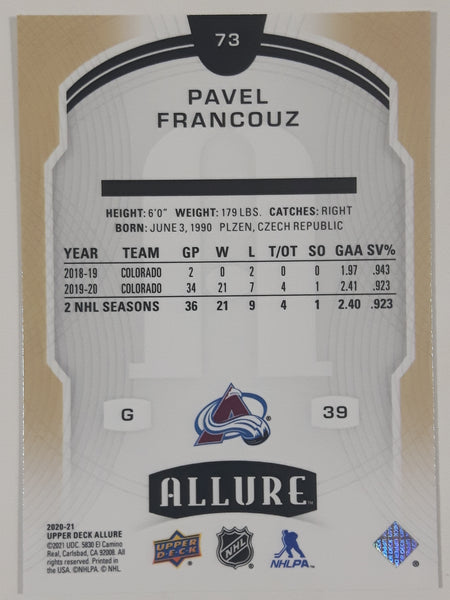 73
PAVEL
FRANCOUZ
HEIGHT: 6'0" WEIGHT: 179 LBS. CATCHES: RIGHT
BORN: JUNE 3, 1990 PLZEN, CZECH REPUBLIC
YEAR TEAM GP W L T/OT SO GAA SV%
2018-19 COLORADO 2 0 2 0 0 1.97 .943
2019-20 COLORADO 34 21 7 4 1 2.41 .923
2 NHL SEASONS 36 21 9 4 1 2.40 .923
G 39
ALLURE™
2020-21
UPPER DECK ALLURE
©2021 UDC. 5830 El Camino
Real, Carlsbad, CA 92008. All
rights reserved. Printed in
the USA. ©NHLPA. © NHL.
UPPER DECK NHL NHLPA ®